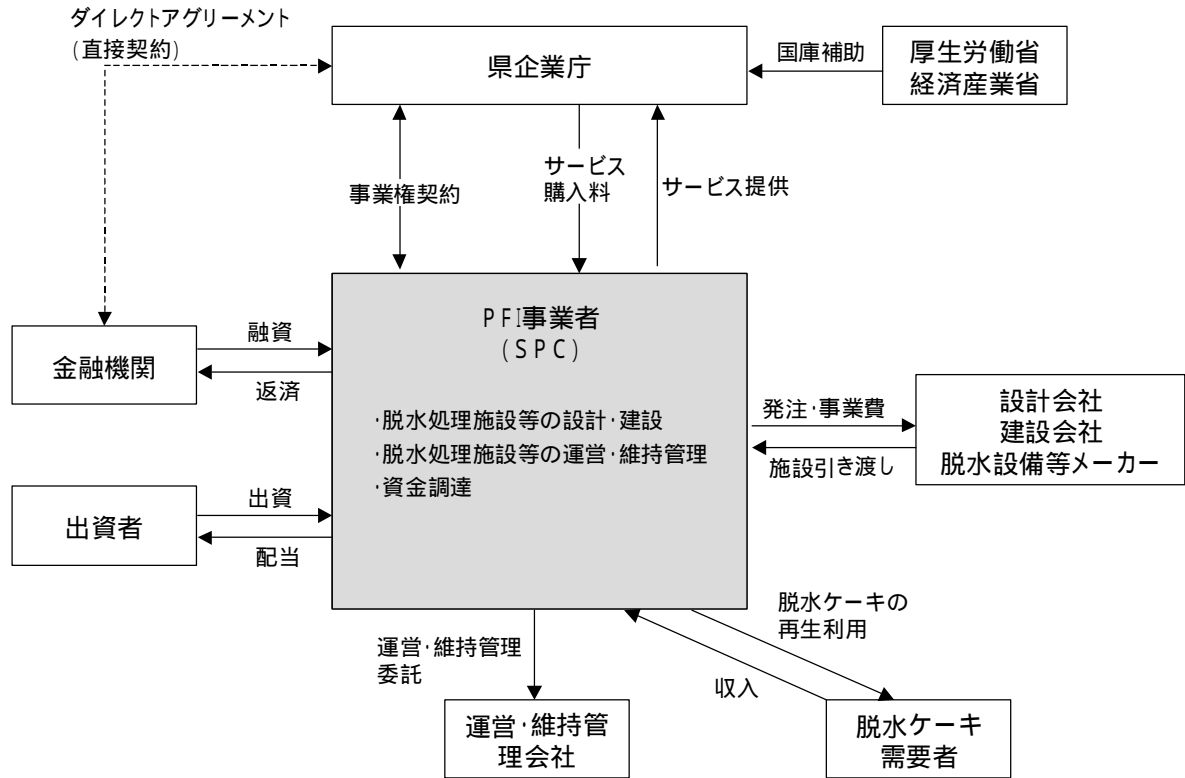 ダイレクトアグリーメント
(直接契約)
県企業庁
国庫補助
厚生労働省
経済産業省
事業権契約
サービス
購入料
サービス提供
PFI事業者
(SPC)
・脱水処理施設等の設計・建設
・脱水処理施設等の運営・維持管理
・資金調達
金融機関
融資
返済
出資者
出資
配当
発注・事業費
施設引き渡し
設計会社
建設会社
脱水設備等メーカー
運営・維持管理
委託
収入
脱水ケーキの
再生利用
運営・維持管
理会社
脱水ケーキ
需要者